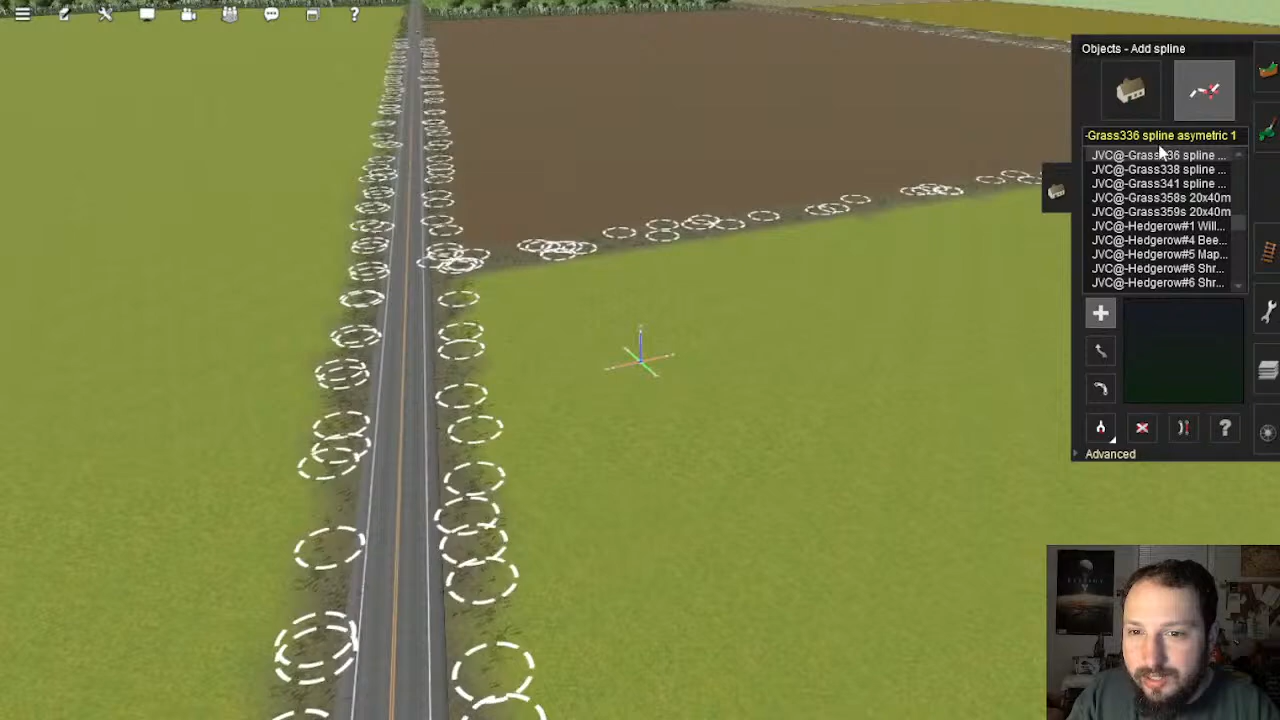 ?
Objects - Add spline
-Grass336 spline asymetric 1
JVC@-Grass336 spline ...
JVC@-Grass338 spline ...
JVC@-Grass341 spline ...
JVC@-Grass358s 20x40m
JVC@-Grass359s 20x40m
JVC@-Hedgerow#1 Will...
JVC@-Hedgerow#4 Bee...
JVC@-Hedgerow#5 Map...
JVC@-Hedgerow#6 Shr...
JVC@-Hedgerow#6 Shr...
?
Advanced